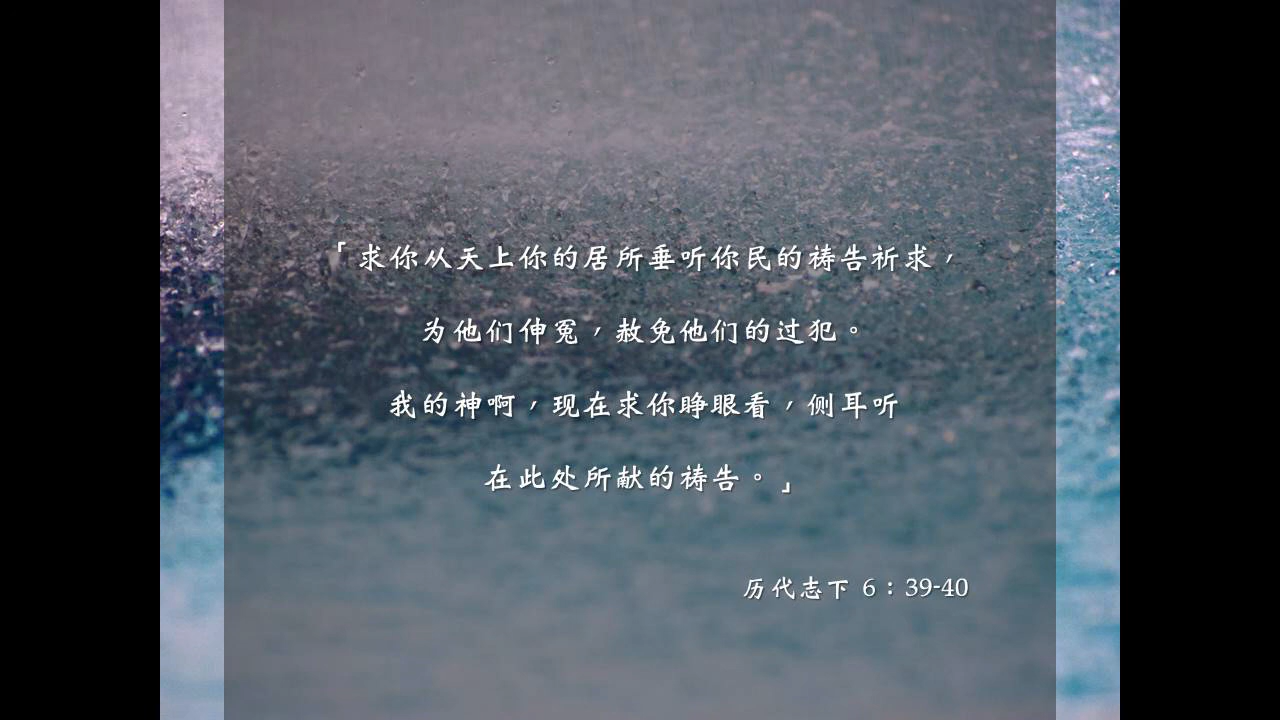 「求你从天上你的居所垂听你民的祷告祈求，
为他们伸冤，赦免他们的过犯。
我的神啊，现在求你睁眼看，侧耳听
在此处所献的祷告。」
历代志下 6：39-40